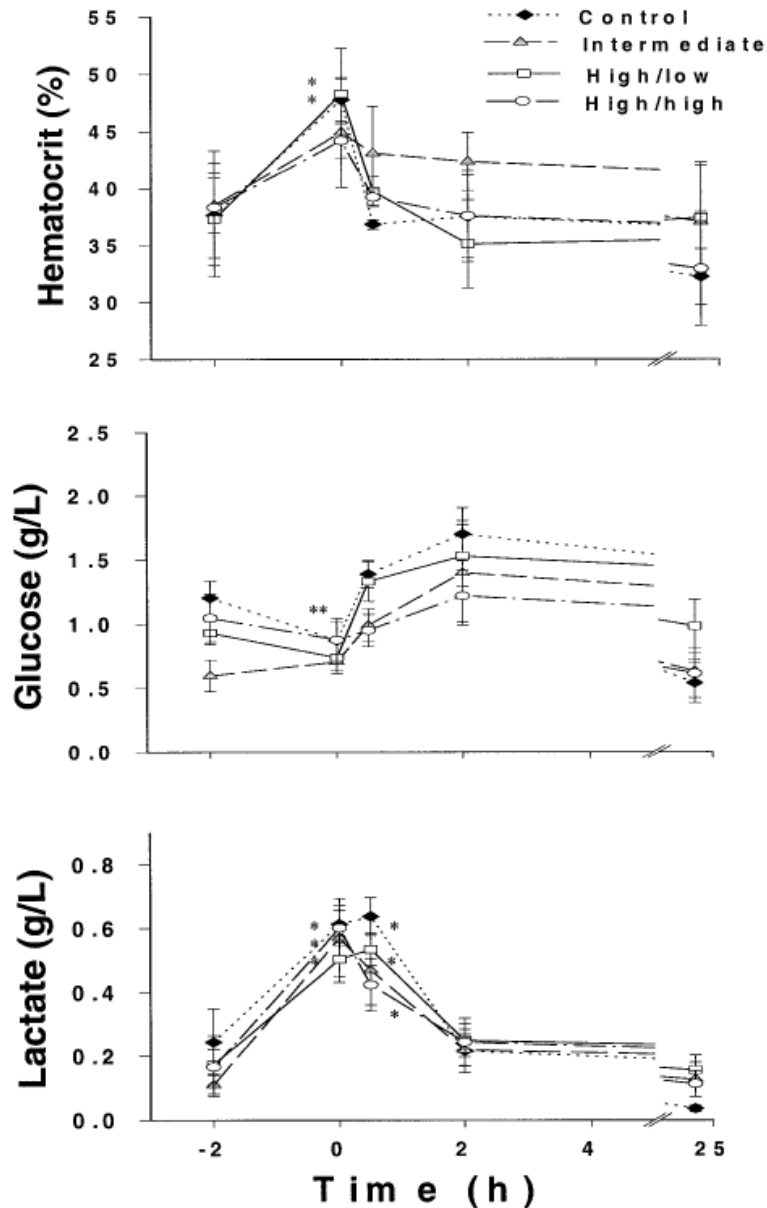 Control
Intermediate
High/low
High/high
Hematocrit (%)
55
50
45
40
35
30
25
*
*
Glucose (g/L)
2.5
2.0
1.5
1.0
0.5
0.0
**
Lactate (g/L)
0.8
0.6
0.4
0.2
0.0
* *
* *
* *
-2 0 2 4 25
Time (h)